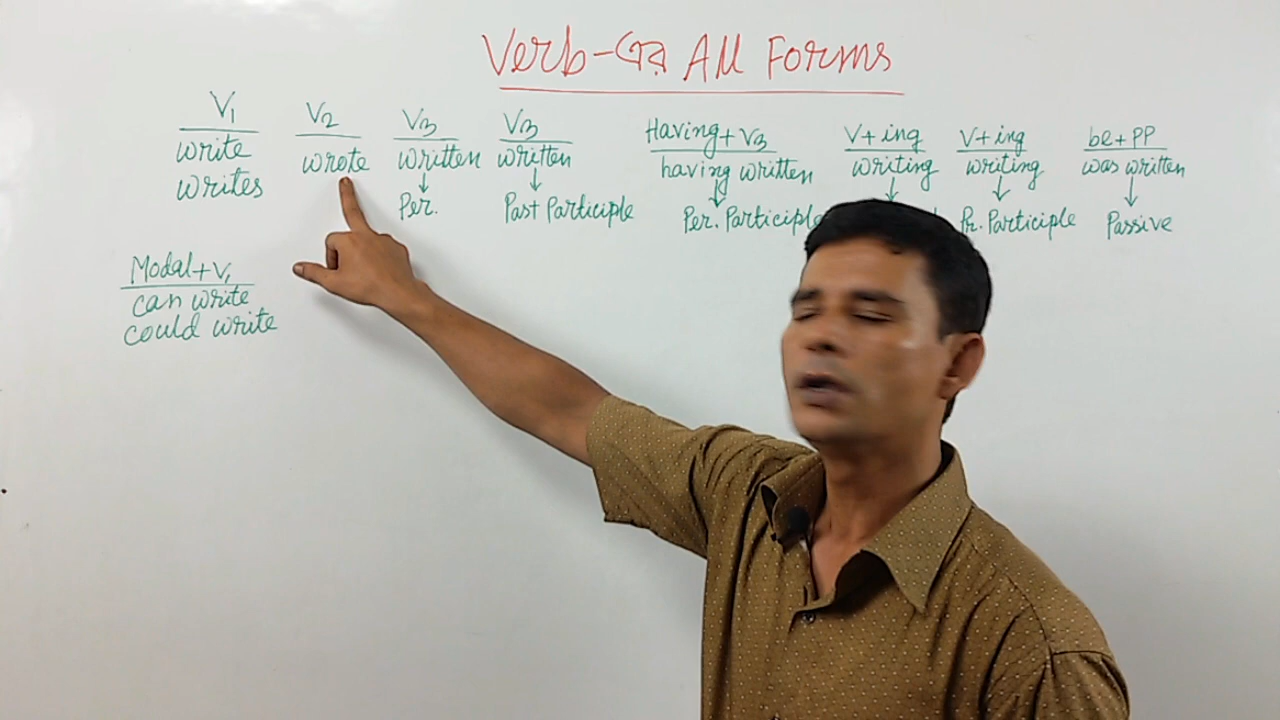 Verb-এর All Forms
V1 V2 V3 V3 Having+V3 V+ing V+ing be+PP
write wrote written written having written writing writing was written
writes Per. Past Participle Per. Participle Pr. Participle Passive
Modal+V1
can write
could write